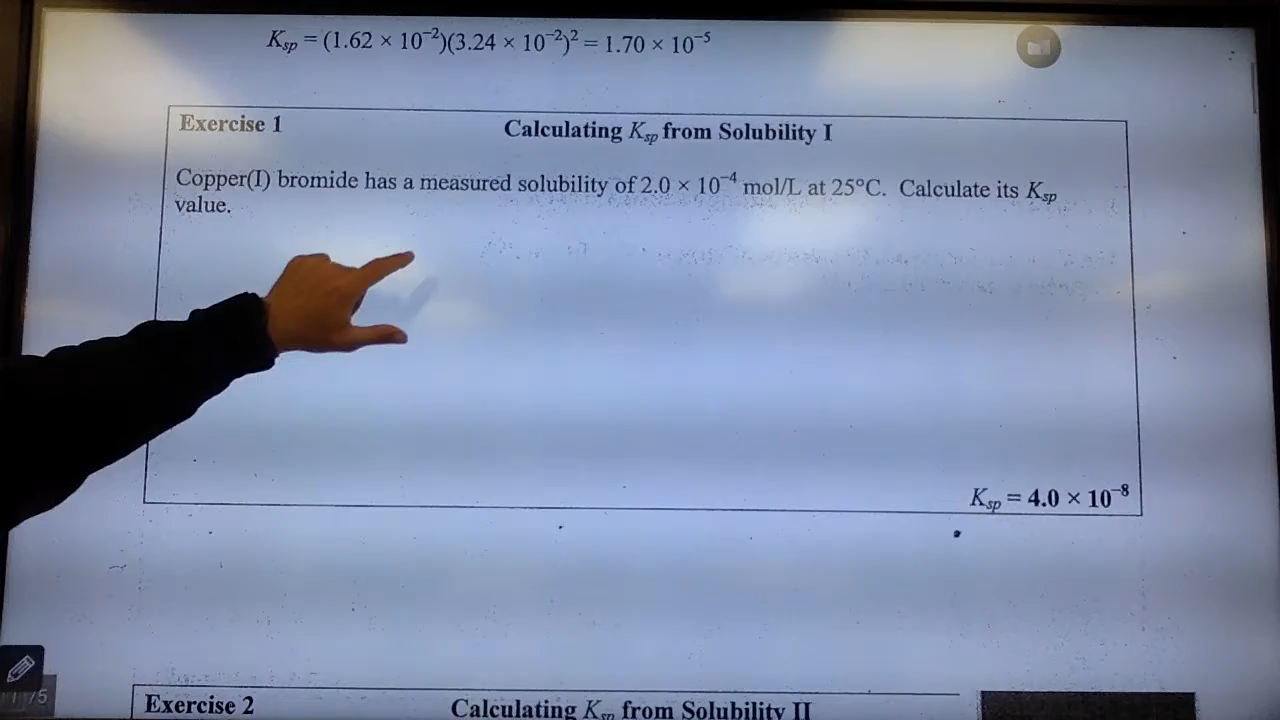 Ksp = (1.62 × 10⁻²)(3.24 × 10⁻²)² = 1.70 × 10⁻⁵
Exercise 1 Calculating Ksp from Solubility I
Copper(I) bromide has a measured solubility of 2.0 × 10⁻⁴ mol/L at 25°C. Calculate its Ksp
value.
Ksp = 4.0 × 10⁻⁸
Exercise 2 Calculating Ksp from Solubility II